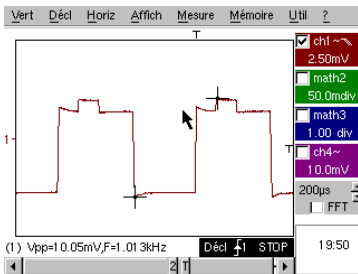 Vert Décl Horiz Affich Mesure Mémoire Util ?
T
ch1 ~
2.50mV
math2
50.0mdiv
math3
1.00 div
ch4~
10.0mV
1
T
200µs
FFT
(1) Vpp=10.05mV,F=1.013kHz
Décl 1 STOP
19:50
2 T